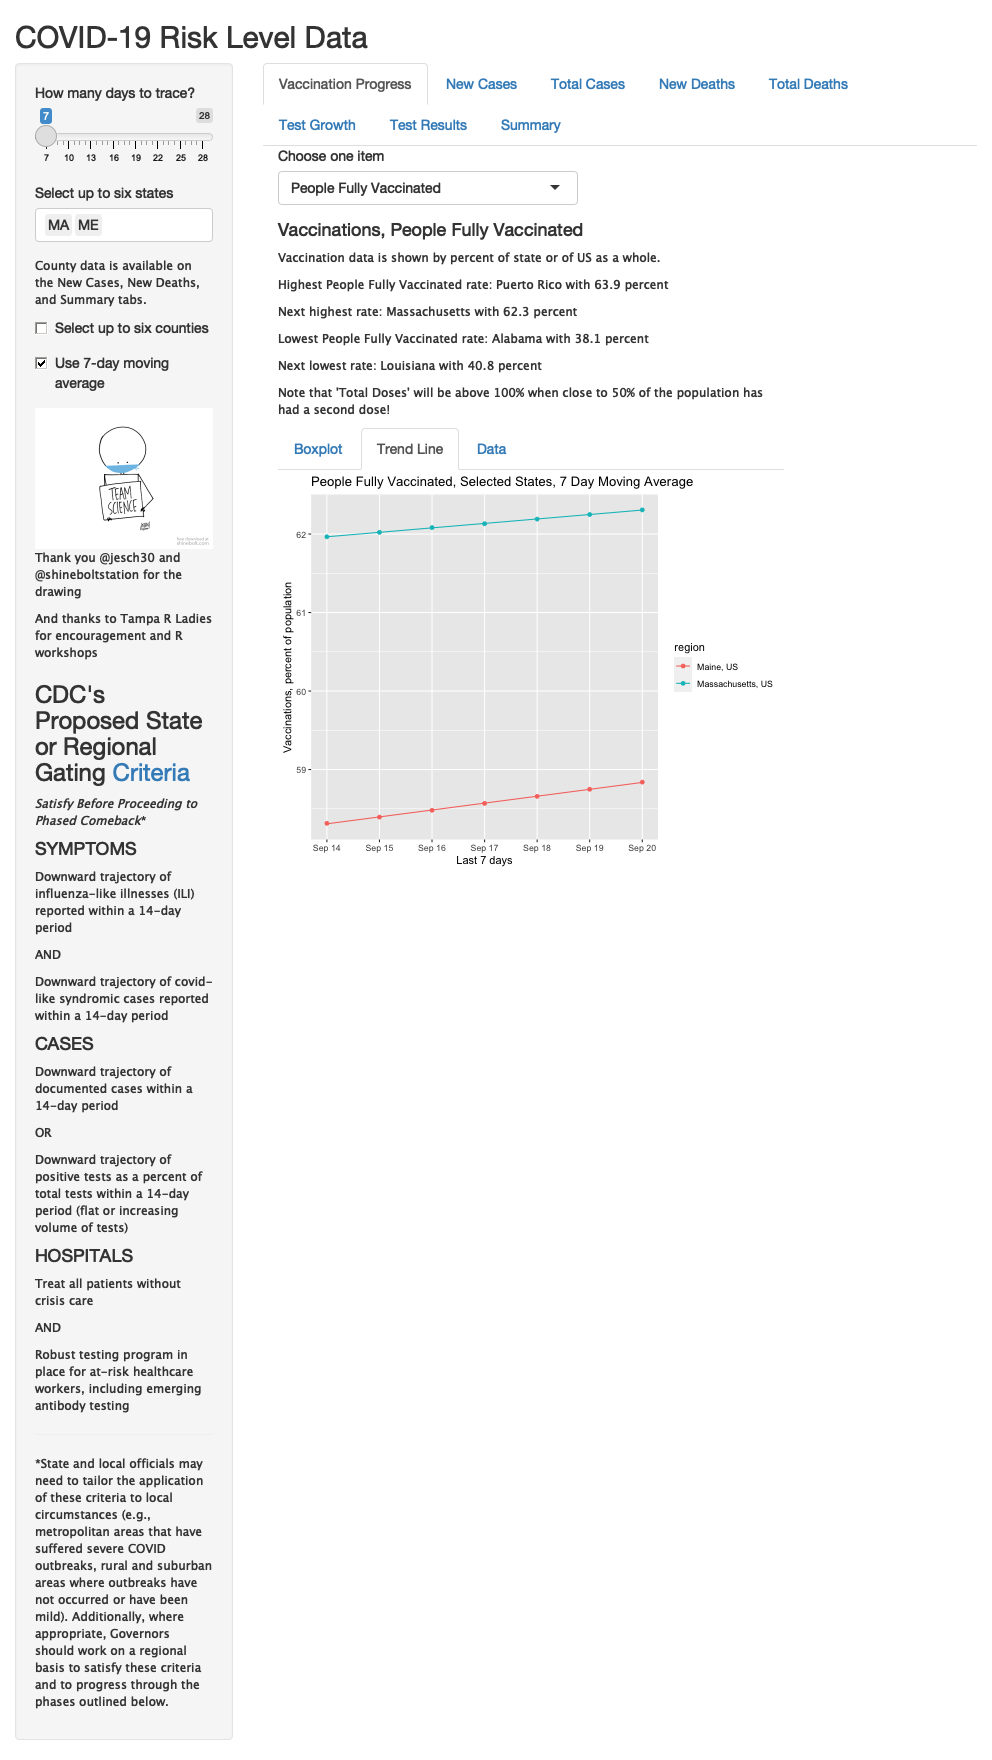 COVID-19 Risk Level Data
How many days to trace?
7
28
7 10 13 16 19 22 25 28
Select up to six states
MA ME
County data is available on
the New Cases, New Deaths,
and Summary tabs.
Select up to six counties
Use 7-day moving
average
TEAM
SCIENCE
free download at
shinebolt.com
Thank you @jesch30 and
@shineboltstation for the
drawing
And thanks to Tampa R Ladies
for encouragement and R
workshops
CDC's
Proposed State
or Regional
Gating Criteria
Satisfy Before Proceeding to
Phased Comeback*
SYMPTOMS
Downward trajectory of
influenza-like illnesses (ILI)
reported within a 14-day
period
AND
Downward trajectory of covid-
like syndromic cases reported
within a 14-day period
CASES
Downward trajectory of
documented cases within a
14-day period
OR
Downward trajectory of
positive tests as a percent of
total tests within a 14-day
period (flat or increasing
volume of tests)
HOSPITALS
Treat all patients without
crisis care
AND
Robust testing program in
place for at-risk healthcare
workers, including emerging
antibody testing
*State and local officials may
need to tailor the application
of these criteria to local
circumstances (e.g.,
metropolitan areas that have
suffered severe COVID
outbreaks, rural and suburban
areas where outbreaks have
not occurred or have been
mild). Additionally, where
appropriate, Governors
should work on a regional
basis to satisfy these criteria
and to progress through the
phases outlined below.
Vaccination Progress New Cases Total Cases New Deaths Total Deaths
Test Growth Test Results Summary
Choose one item
People Fully Vaccinated
Vaccinations, People Fully Vaccinated
Vaccination data is shown by percent of state or of US as a whole.
Highest People Fully Vaccinated rate: Puerto Rico with 63.9 percent
Next highest rate: Massachusetts with 62.3 percent
Lowest People Fully Vaccinated rate: Alabama with 38.1 percent
Next lowest rate: Louisiana with 40.8 percent
Note that 'Total Doses' will be above 100% when close to 50% of the population has
had a second dose!
Boxplot Trend Line Data
People Fully Vaccinated, Selected States, 7 Day Moving Average
Vaccinations, percent of population
62
61
60
59
Sep 14 Sep 15 Sep 16 Sep 17 Sep 18 Sep 19 Sep 20
Last 7 days
region
Maine, US
Massachusetts, US